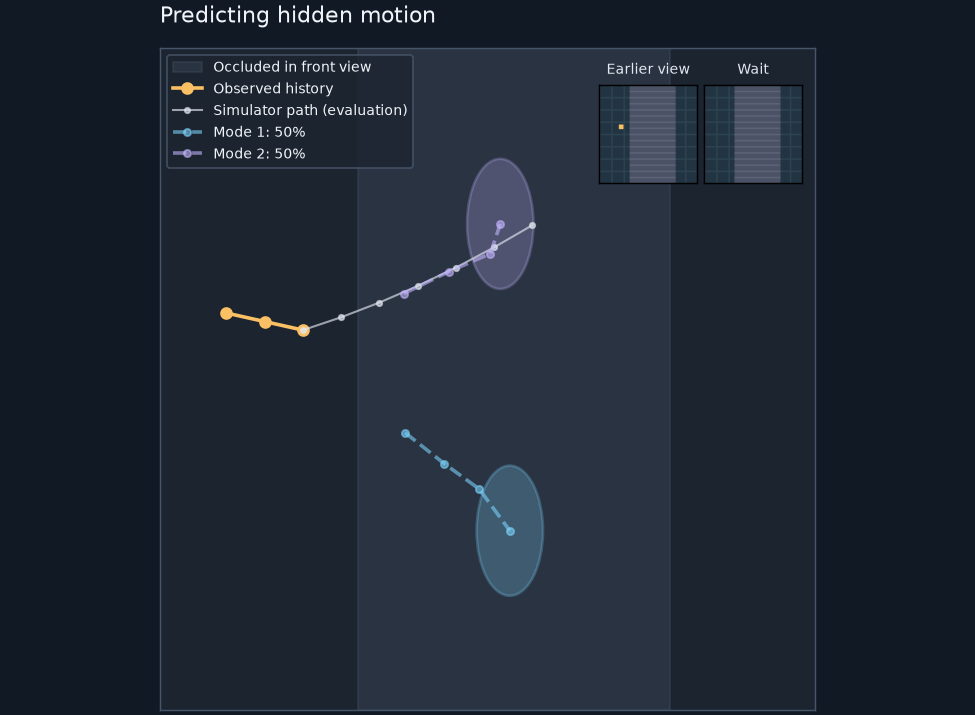 Predicting hidden motion
Occluded in front view
Observed history
Simulator path (evaluation)
Mode 1: 50%
Mode 2: 50%
Earlier view
Wait